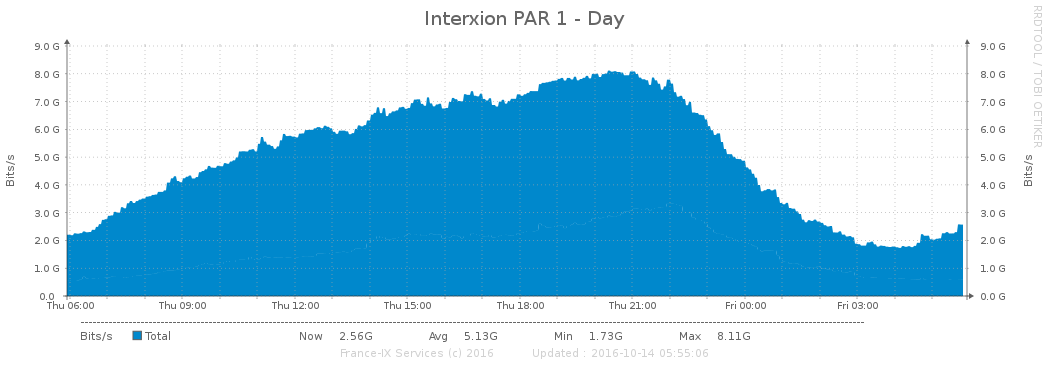 Interxion PAR 1 - Day
RRDTOOL / TOBI OETIKER
9.0 G 9.0 G
8.0 G 8.0 G
7.0 G 7.0 G
6.0 G 6.0 G
5.0 G 5.0 G
4.0 G 4.0 G
3.0 G 3.0 G
2.0 G 2.0 G
1.0 G 1.0 G
0.0 0.0 G
Bits/s
Bits/s
Thu 06:00 Thu 09:00 Thu 12:00 Thu 15:00 Thu 18:00 Thu 21:00 Fri 00:00 Fri 03:00
Bits/s Total Now 2.56G Avg 5.13G Min 1.73G Max 8.11G
France-IX Services (c) 2016 Updated : 2016-10-14 05:55:06